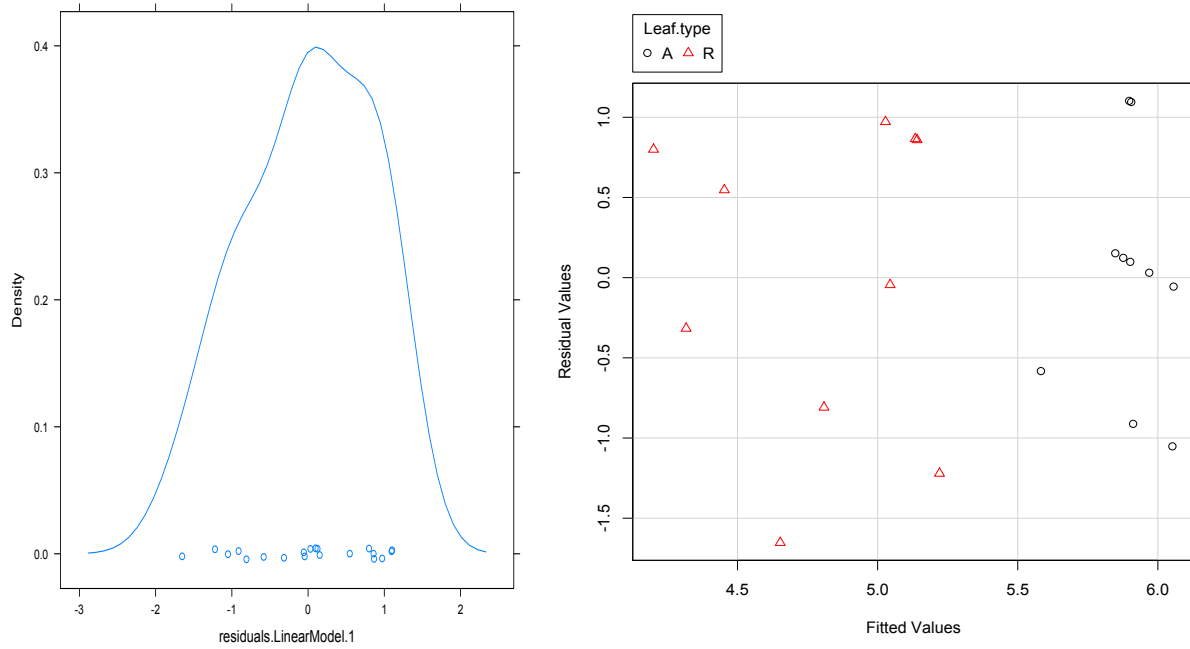 0.4
0.3
0.2
0.1
0.0
Density
-3 -2 -1 0 1 2
residuals.LinearModel.1
Leaf.type
A R
1.0
0.5
0.0
-0.5
-1.0
-1.5
Residual Values
4.5 5.0 5.5 6.0
Fitted Values